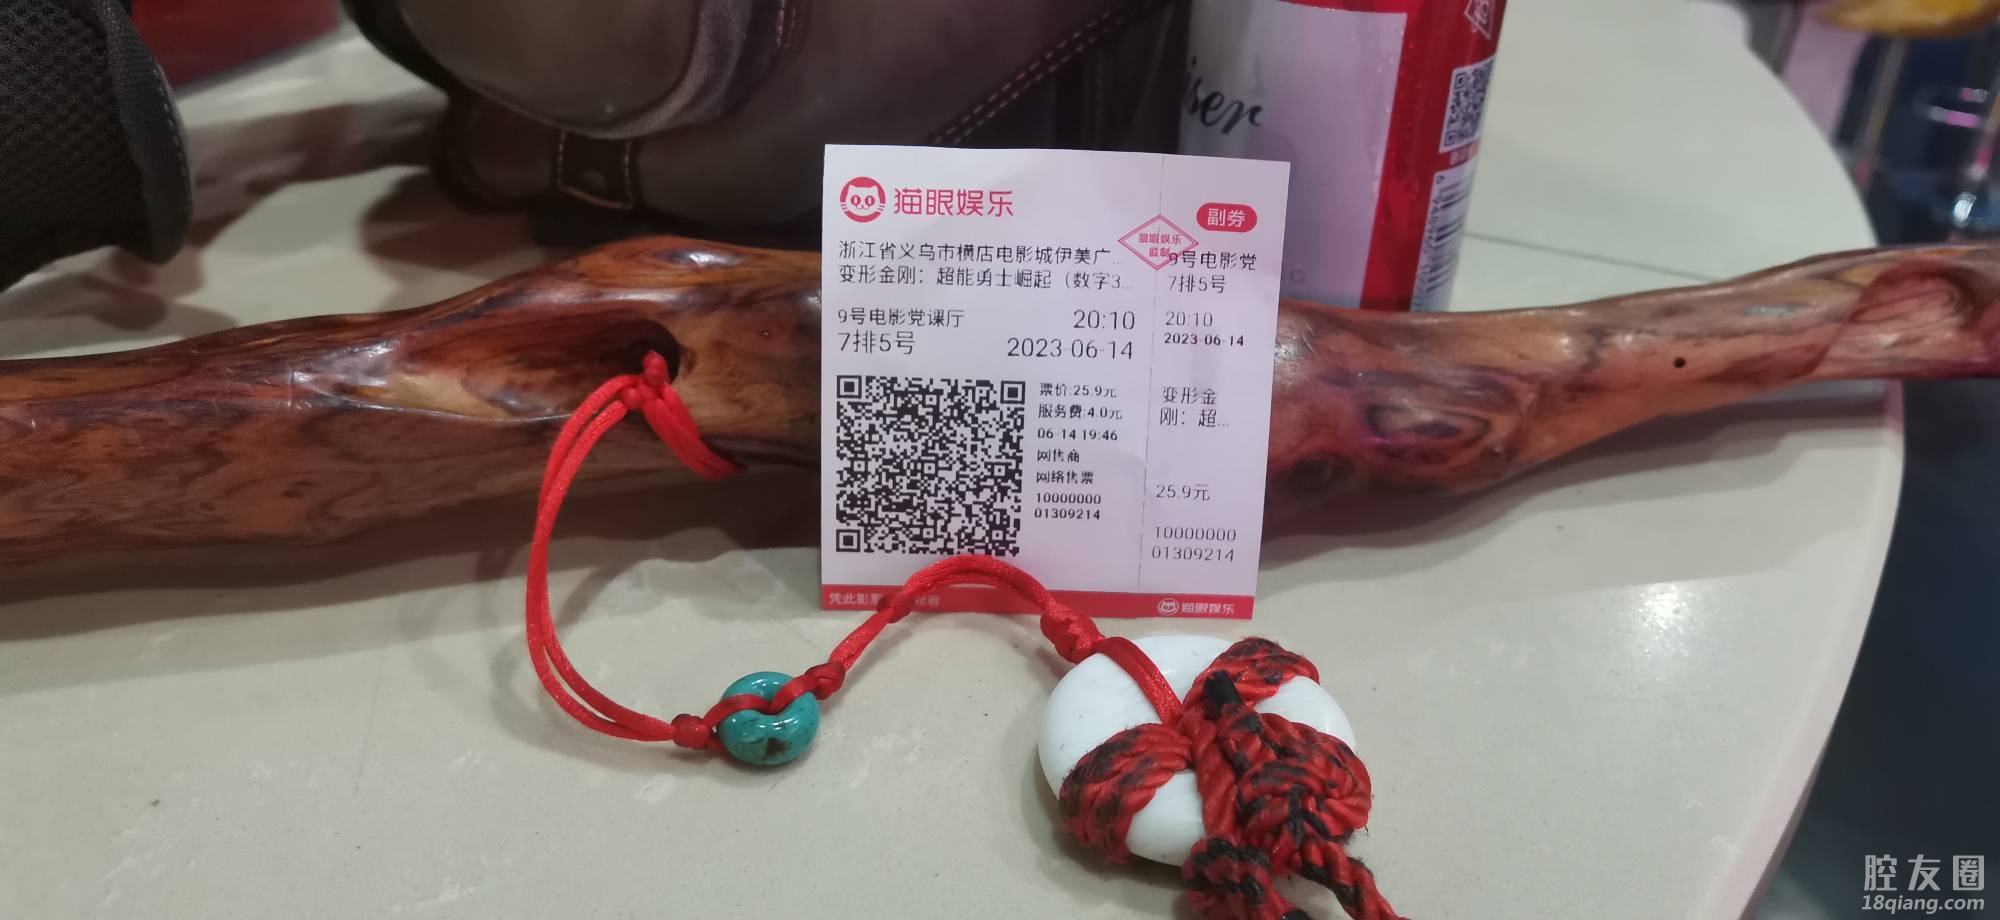 猫眼娱乐
副券
猫眼娱乐
监制
浙江省义乌市横店电影城伊美广...
变形金刚：超能勇士崛起（数字3...
9号电影党课厅
20:10
7排5号
2023-06-14
票价:25.9元
服务费:4.0元
06-14 19:46
网售商
网络售票
10000000
01309214
9号电影党
7排5号
20:10
2023-06-14
变形金
刚：超...
25.9元
10000000
01309214
凭此影票
猫眼娱乐
iser
腔友圈
18qiang.com